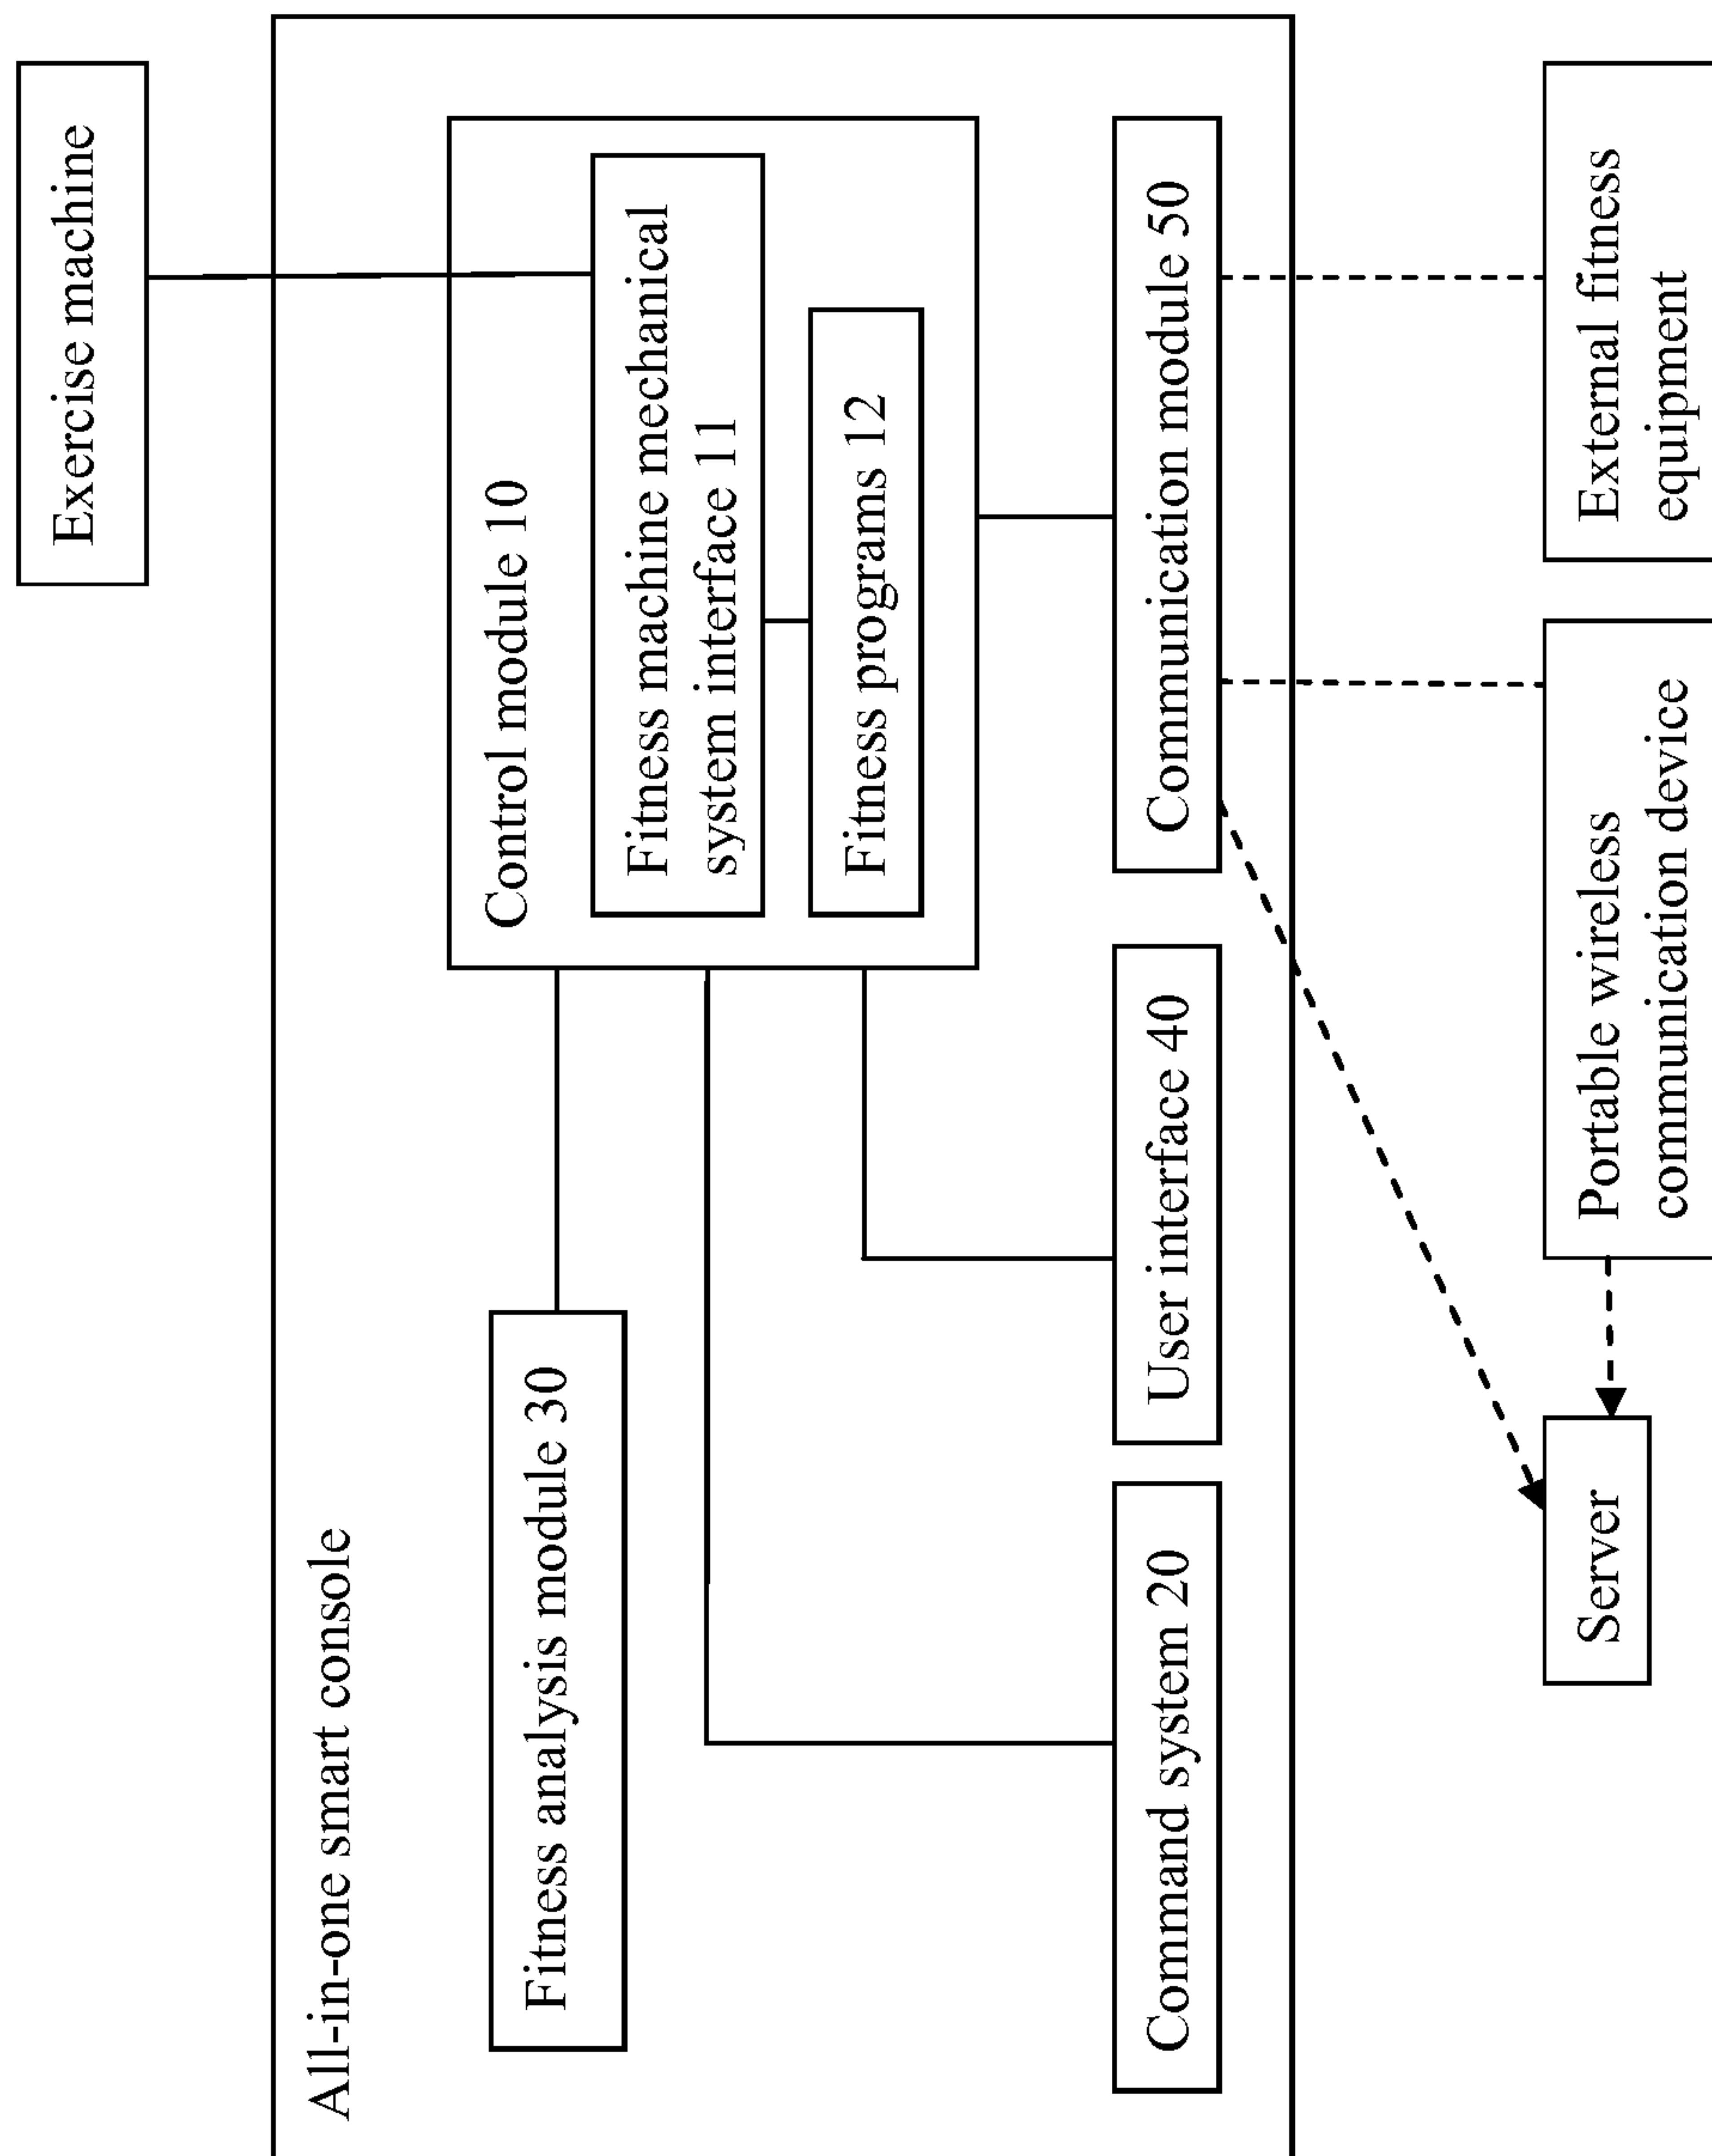 Exercise machine
All-in-one smart console
Control module 10
Fitness analysis module 30
Fitness machine mechanical
system interface 11
Fitness programs 12
Command system 20
User interface 40
Communication module 50
Server
Portable wireless
communication device
External fitness
equipment